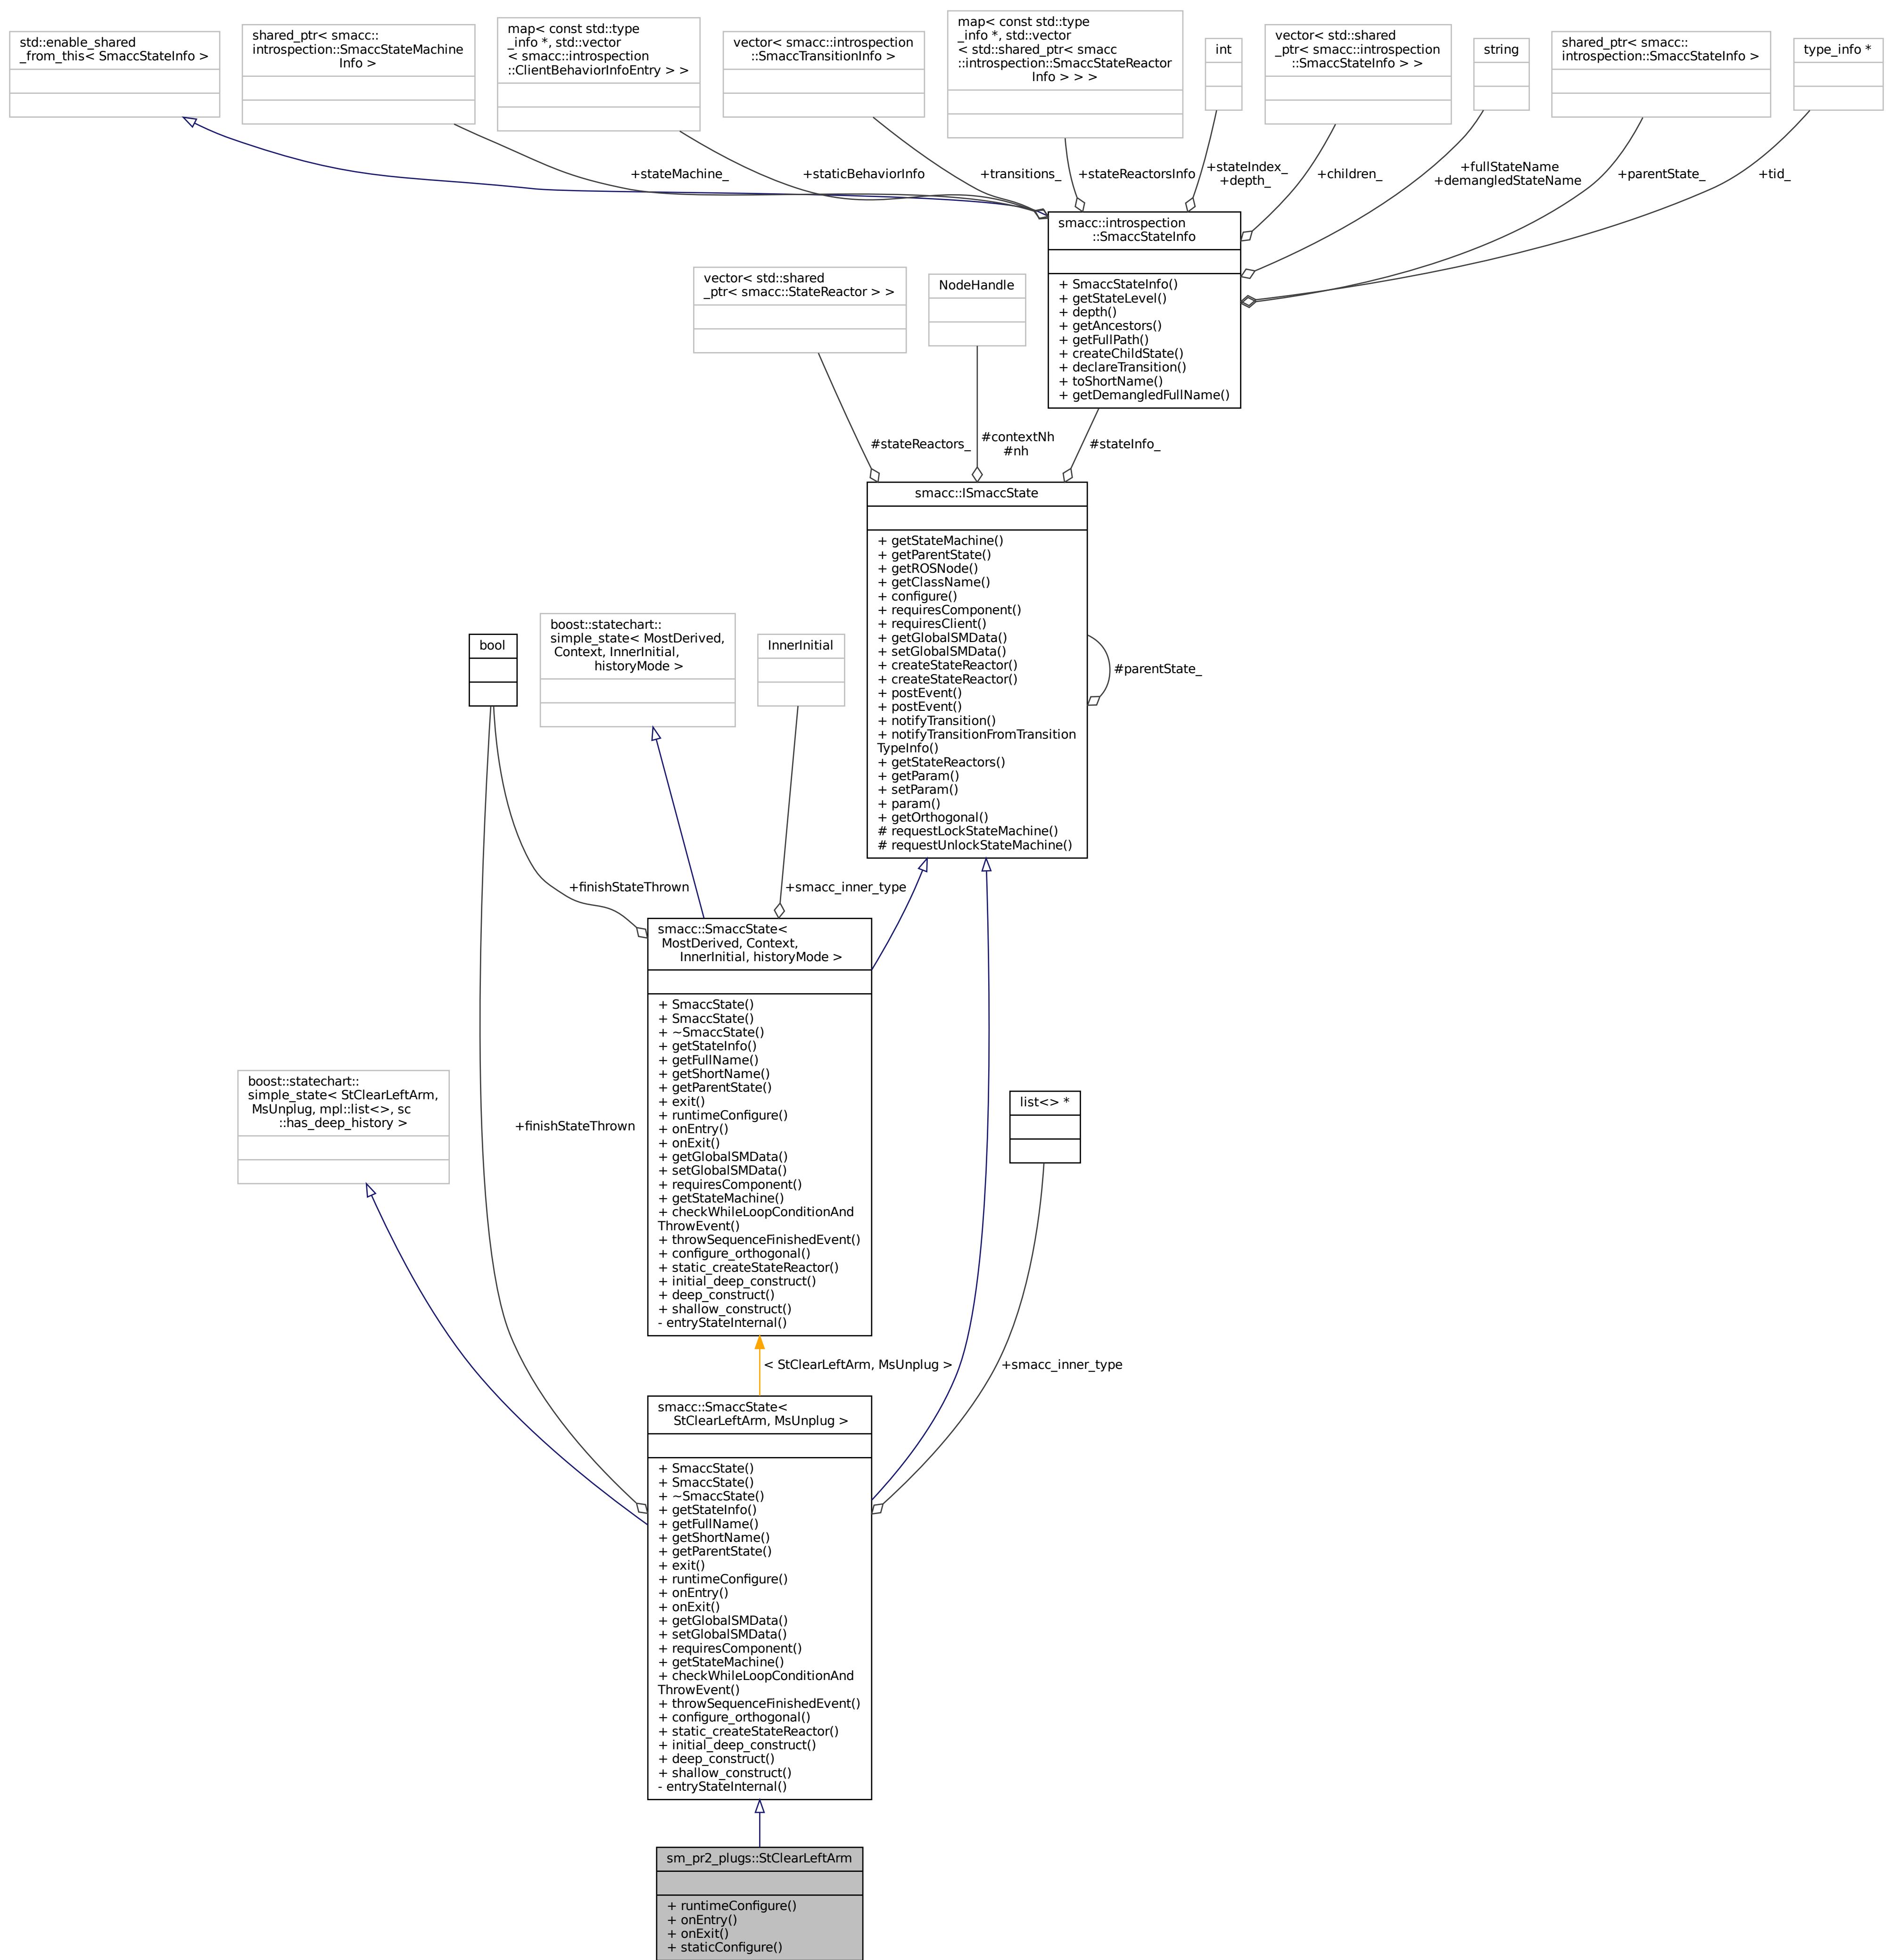 std::enable_shared
_from_this< SmaccStateInfo >
shared_ptr< smacc::
introspection::SmaccStateMachine
Info >
map< const std::type
_info *, std::vector
< smacc::introspection
::ClientBehaviorInfoEntry > >
vector< smacc::introspection
::SmaccTransitionInfo >
map< const std::type
_info *, std::vector
< std::shared_ptr< smacc
::introspection::SmaccStateReactor
Info > > >
int
vector< std::shared
_ptr< smacc::introspection
::SmaccStateInfo > >
string
shared_ptr< smacc::
introspection::SmaccStateInfo >
type_info *
+stateMachine_
+staticBehaviorInfo
+transitions_
+stateReactorsInfo
+stateIndex_
+depth_
+children_
+fullStateName
+demangledStateName
+parentState_
+tid_
smacc::introspection
::SmaccStateInfo
+ SmaccStateInfo()
+ getStateLevel()
+ depth()
+ getAncestors()
+ getFullPath()
+ createChildState()
+ declareTransition()
+ toShortName()
+ getDemangledFullName()
vector< std::shared
_ptr< smacc::StateReactor > >
NodeHandle
#stateReactors_
#contextNh
#nh
#stateInfo_
smacc::ISmaccState
+ getStateMachine()
+ getParentState()
+ getROSNode()
+ getClassName()
+ configure()
+ requiresComponent()
+ requiresClient()
+ getGlobalSMData()
+ setGlobalSMData()
+ createStateReactor()
+ createStateReactor()
+ postEvent()
+ postEvent()
+ notifyTransition()
+ notifyTransitionFromTransition
TypeInfo()
+ getStateReactors()
+ getParam()
+ setParam()
+ param()
+ getOrthogonal()
# requestLockStateMachine()
# requestUnlockStateMachine()
#parentState_
bool
boost::statechart::
simple_state< MostDerived,
Context, InnerInitial,
historyMode >
InnerInitial
+finishStateThrown
+smacc_inner_type
smacc::SmaccState<
MostDerived, Context,
InnerInitial, historyMode >
+ SmaccState()
+ SmaccState()
+ ~SmaccState()
+ getStateInfo()
+ getFullName()
+ getShortName()
+ getParentState()
+ exit()
+ runtimeConfigure()
+ onEntry()
+ onExit()
+ getGlobalSMData()
+ setGlobalSMData()
+ requiresComponent()
+ getStateMachine()
+ checkWhileLoopConditionAnd
ThrowEvent()
+ throwSequenceFinishedEvent()
+ configure_orthogonal()
+ static_createStateReactor()
+ initial_deep_construct()
+ deep_construct()
+ shallow_construct()
- entryStateInternal()
boost::statechart::
simple_state< StClearLeftArm,
MsUnplug, mpl::list<>, sc
::has_deep_history >
+finishStateThrown
list<> *
< StClearLeftArm, MsUnplug >
+smacc_inner_type
smacc::SmaccState<
StClearLeftArm, MsUnplug >
+ SmaccState()
+ SmaccState()
+ ~SmaccState()
+ getStateInfo()
+ getFullName()
+ getShortName()
+ getParentState()
+ exit()
+ runtimeConfigure()
+ onEntry()
+ onExit()
+ getGlobalSMData()
+ setGlobalSMData()
+ requiresComponent()
+ getStateMachine()
+ checkWhileLoopConditionAnd
ThrowEvent()
+ throwSequenceFinishedEvent()
+ configure_orthogonal()
+ static_createStateReactor()
+ initial_deep_construct()
+ deep_construct()
+ shallow_construct()
- entryStateInternal()
sm_pr2_plugs::StClearLeftArm
+ runtimeConfigure()
+ onEntry()
+ onExit()
+ staticConfigure()